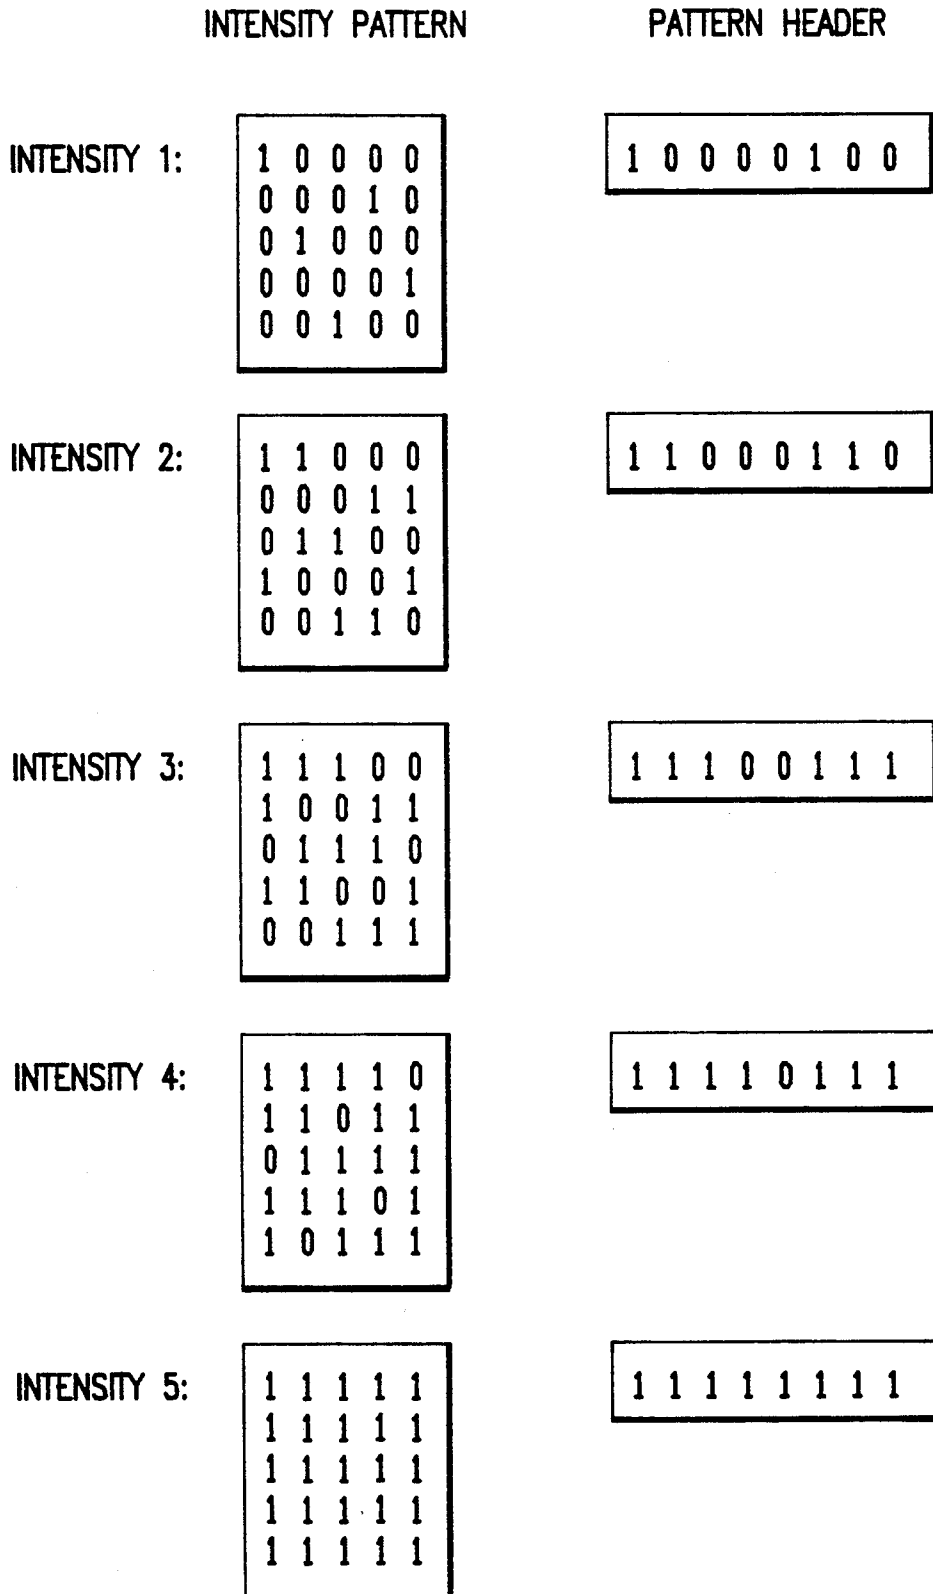 INTENSITY PATTERN PATTERN HEADER
INTENSITY 1: 1 0 0 0 0 1 0 0 0 0 1 0 0
0 0 0 1 0
0 1 0 0 0
0 0 0 0 1
0 0 1 0 0
INTENSITY 2: 1 1 0 0 0 1 1 0 0 0 1 1 0
0 0 0 1 1
0 1 1 0 0
1 0 0 0 1
0 0 1 1 0
INTENSITY 3: 1 1 1 0 0 1 1 1 0 0 1 1 1
1 0 0 1 1
0 1 1 1 0
1 1 0 0 1
0 0 1 1 1
INTENSITY 4: 1 1 1 1 0 1 1 1 1 0 1 1 1
1 1 0 1 1
0 1 1 1 1
1 1 1 0 1
1 0 1 1 1
INTENSITY 5: 1 1 1 1 1 1 1 1 1 1 1 1 1
1 1 1 1 1
1 1 1 1 1
1 1 1 1 1
1 1 1 1 1